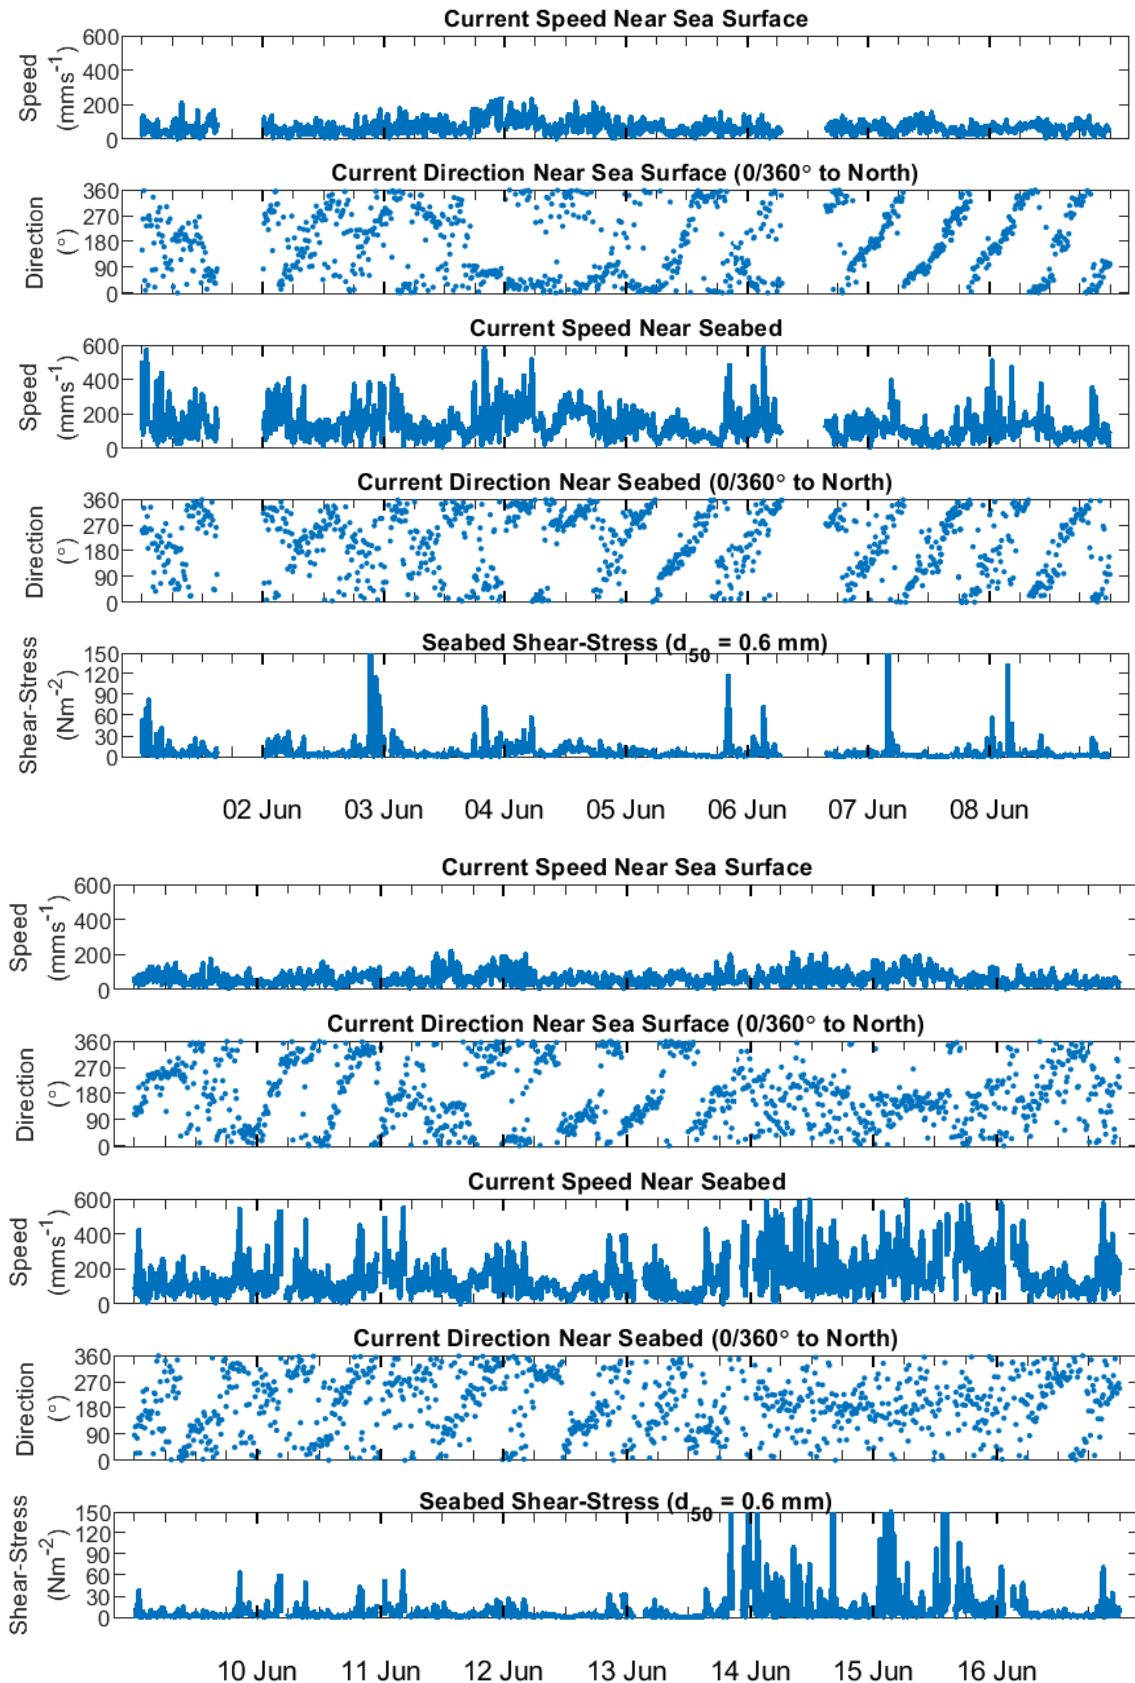 Current Speed Near Sea Surface
Speed
(mms⁻¹)
600
400
200
0
Current Direction Near Sea Surface (0/360° to North)
Direction
(°)
360
270
180
90
0
Current Speed Near Seabed
Speed
(mms⁻¹)
600
400
200
0
Current Direction Near Seabed (0/360° to North)
Direction
(°)
360
270
180
90
0
Seabed Shear-Stress (d₅₀ = 0.6 mm)
Shear-Stress
(Nm⁻²)
150
120
90
60
30
0
02 Jun 03 Jun 04 Jun 05 Jun 06 Jun 07 Jun 08 Jun
Current Speed Near Sea Surface
Speed
(mms⁻¹)
600
400
200
0
Current Direction Near Sea Surface (0/360° to North)
Direction
(°)
360
270
180
90
0
Current Speed Near Seabed
Speed
(mms⁻¹)
600
400
200
0
Current Direction Near Seabed (0/360° to North)
Direction
(°)
360
270
180
90
0
Seabed Shear-Stress (d₅₀ = 0.6 mm)
Shear-Stress
(Nm⁻²)
150
120
90
60
30
0
10 Jun 11 Jun 12 Jun 13 Jun 14 Jun 15 Jun 16 Jun